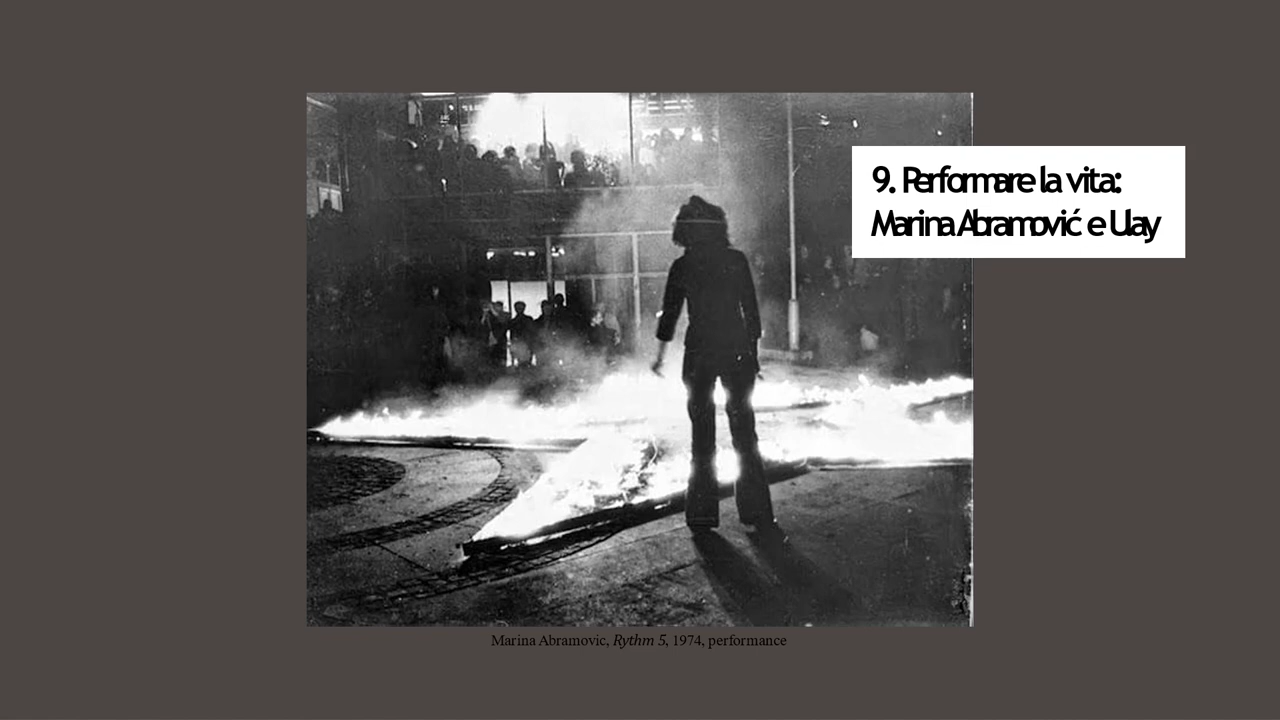 9. Performare la vita:
Marina Abramović e Ulay
Marina Abramovic, Rythm 5, 1974, performance